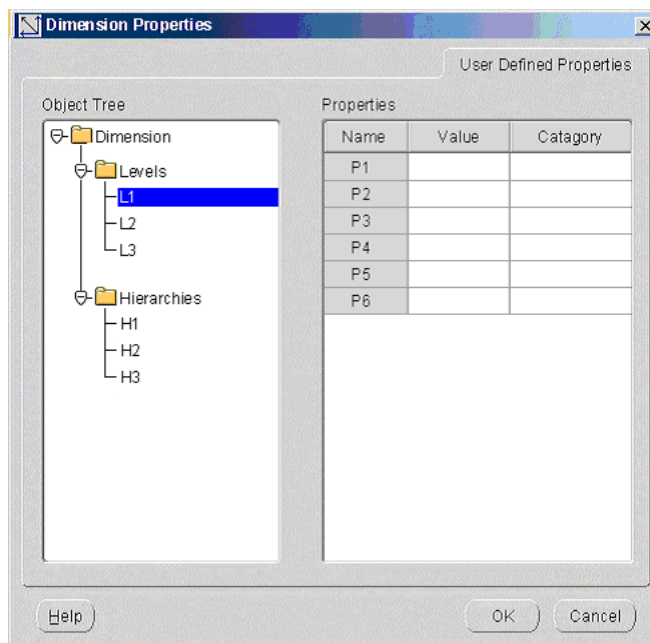 Dimension Properties
User Defined Properties
Object Tree
Properties
Dimension
Levels
L1
L2
L3
Hierarchies
H1
H2
H3
Name Value Catagory
P1
P2
P3
P4
P5
P6
Help OK Cancel